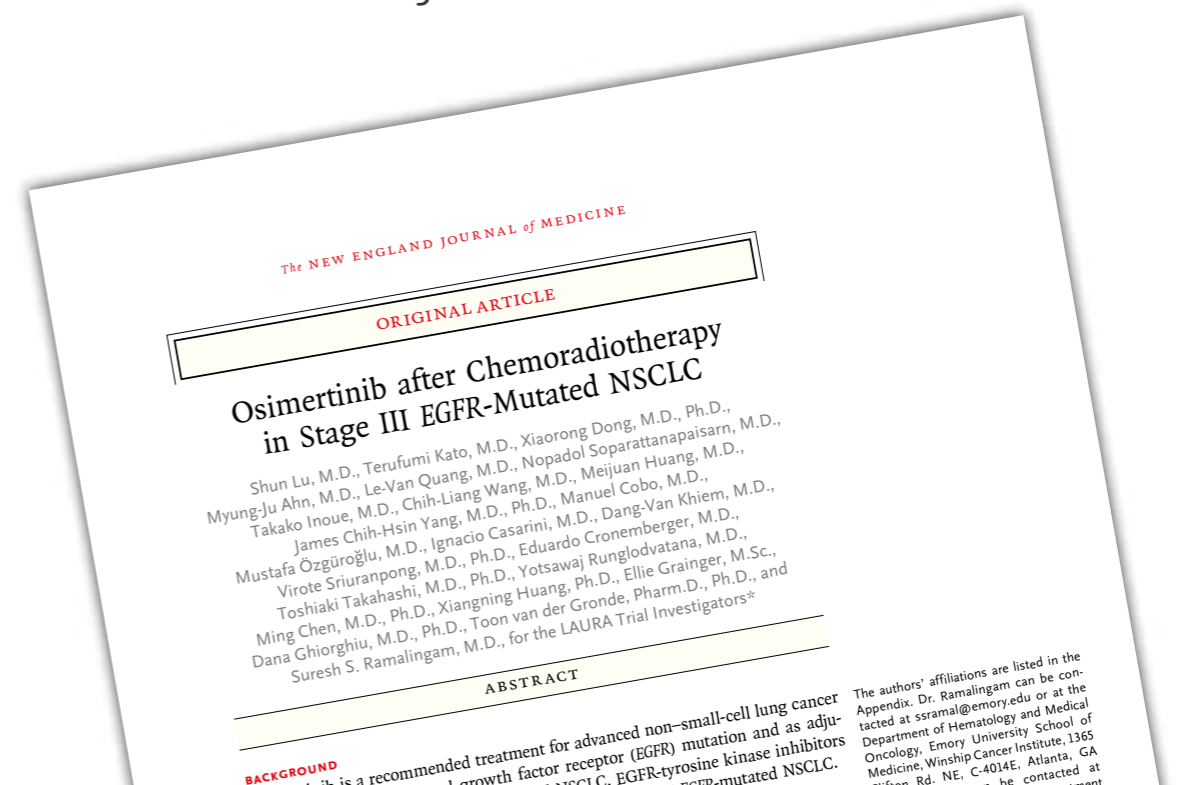 The NEW ENGLAND JOURNAL of MEDICINE
ORIGINAL ARTICLE
Osimertinib after Chemoradiotherapy
in Stage III EGFR-Mutated NSCLC
Shun Lu, M.D., Terufumi Kato, M.D., Xiaorong Dong, M.D., Ph.D.,
Myung-Ju Ahn, M.D., Le-Van Quang, M.D., Nopadol Soparattanapaisarn, M.D.,
Takako Inoue, M.D., Chih-Liang Wang, M.D., Meijuan Huang, M.D.,
James Chih-Hsin Yang, M.D., Ph.D., Manuel Cobo, M.D.,
Mustafa Özgüroğlu, M.D., Ignacio Casarini, M.D., Dang-Van Khiem, M.D.,
Virote Sriuranpong, M.D., Ph.D., Eduardo Cronemberger, M.D.,
Toshiaki Takahashi, M.D., Ph.D., Yotsawaj Runglodvatana, M.D.,
Ming Chen, M.D., Ph.D., Xiangning Huang, Ph.D., Ellie Grainger, M.Sc.,
Dana Ghiorghiu, M.D., Ph.D., Toon van der Gronde, Pharm.D., Ph.D., and
Suresh S. Ramalingam, M.D., for the LAURA Trial Investigators*
ABSTRACT
BACKGROUND
is a recommended treatment for advanced non–small-cell lung cancer
growth factor receptor (EGFR) mutation and as adju-
NSCLC. EGFR-tyrosine kinase inhibitors
EGFR-mutated NSCLC.
The authors' affiliations are listed in the
Appendix. Dr. Ramalingam can be con-
tacted at ssramal@emory.edu or at the
Department of Hematology and Medical
Oncology, Emory University School of
Medicine, Winship Cancer Institute, 1365
Clifton Rd. NE, C-4014E, Atlanta, GA
be contacted at